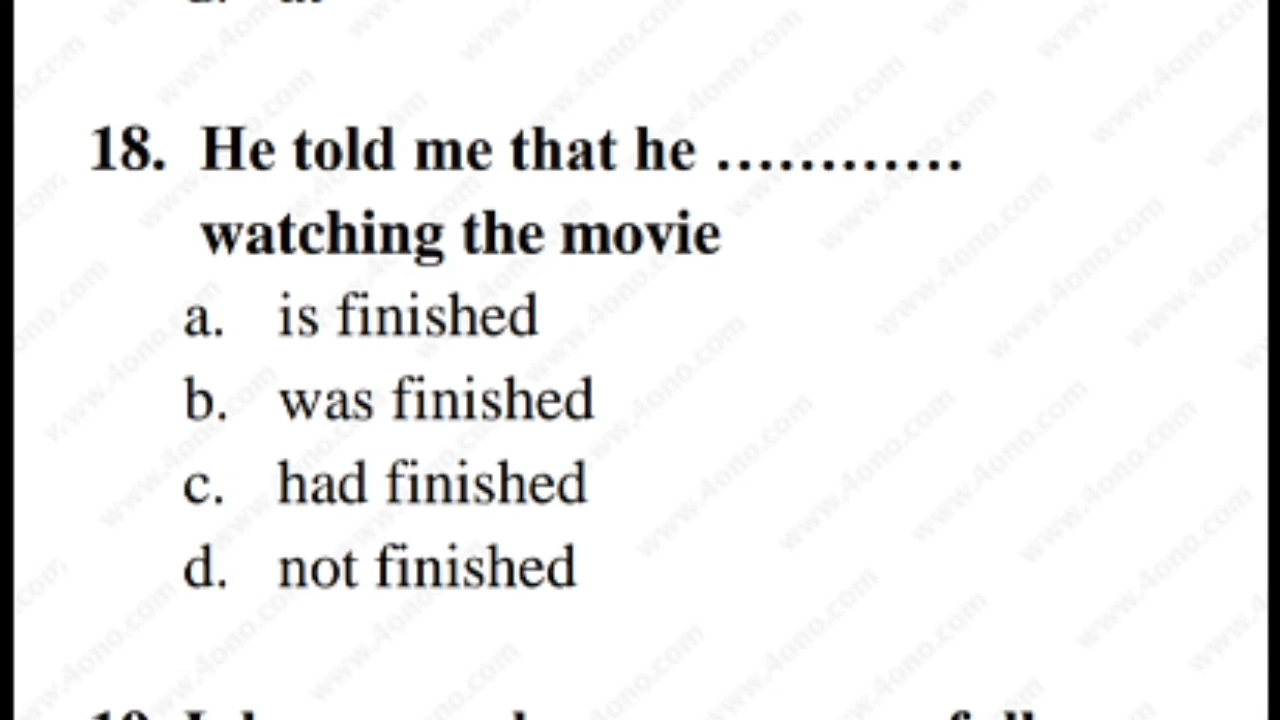 18. He told me that he ............
watching the movie
a. is finished
b. was finished
c. had finished
d. not finished